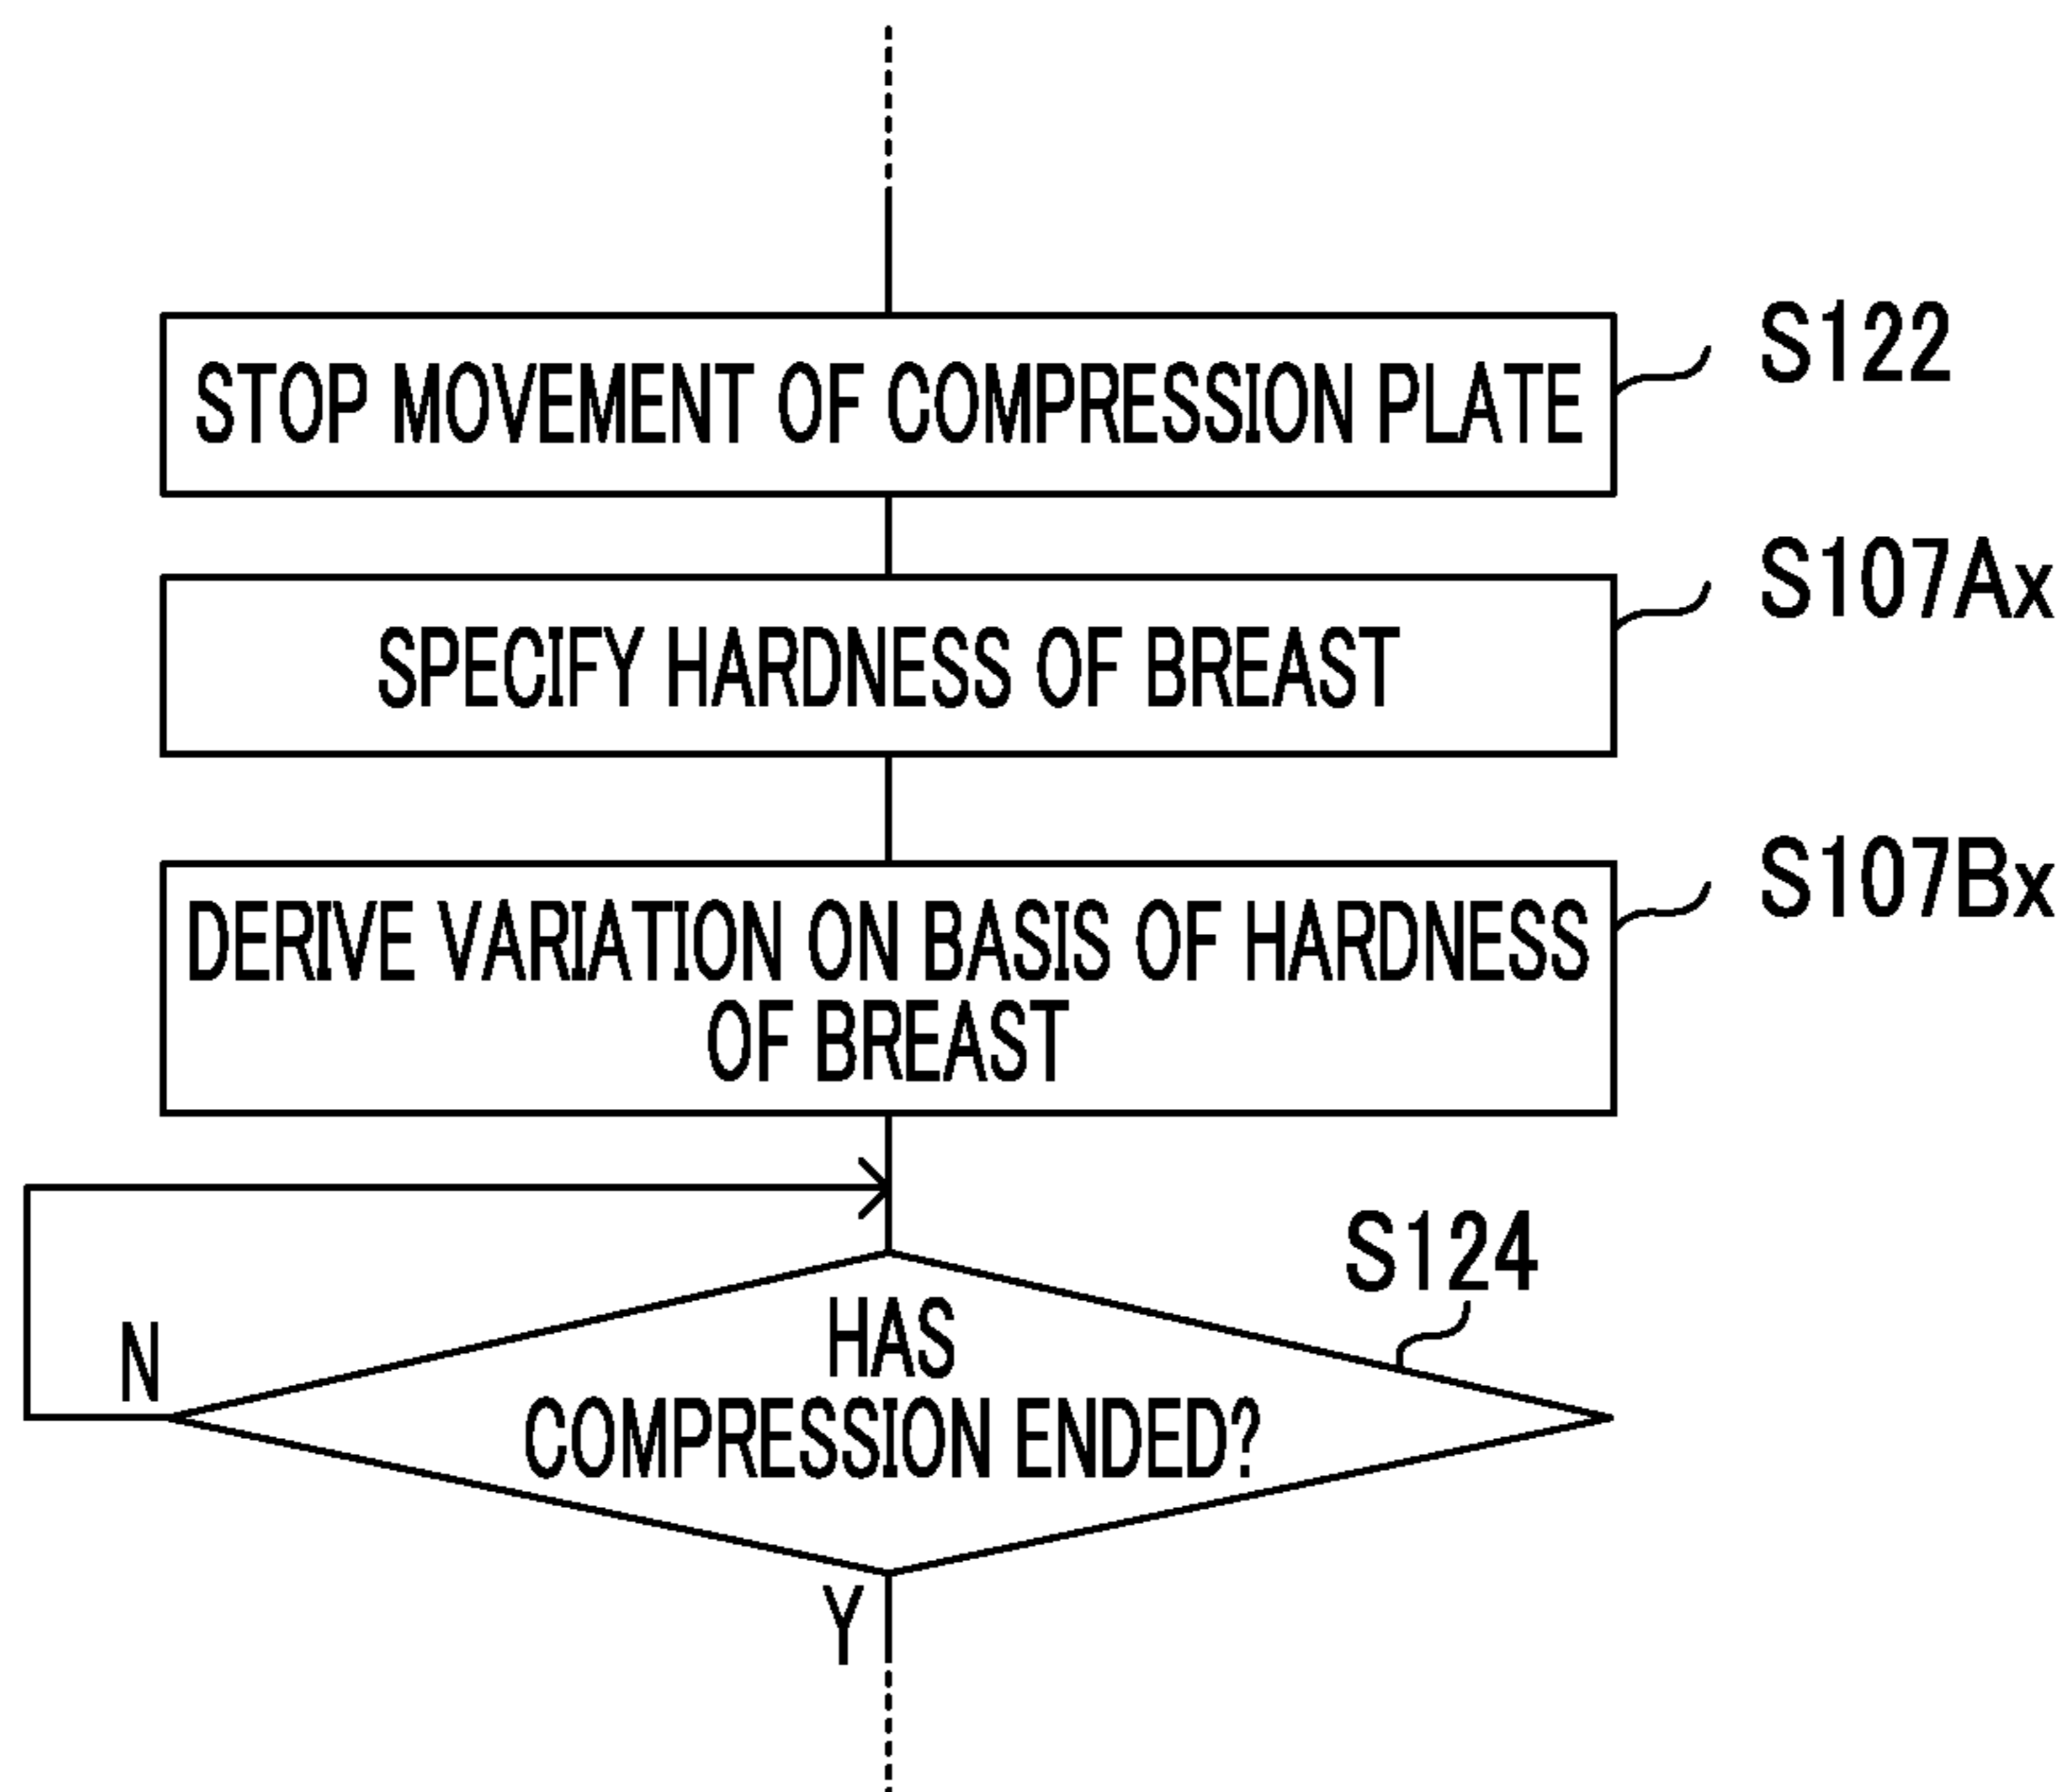 STOP MOVEMENT OF COMPRESSION PLATE
S122
SPECIFY HARDNESS OF BREAST
S107Ax
DERIVE VARIATION ON BASIS OF HARDNESS
OF BREAST
S107Bx
S124
HAS
COMPRESSION ENDED?
N
Y